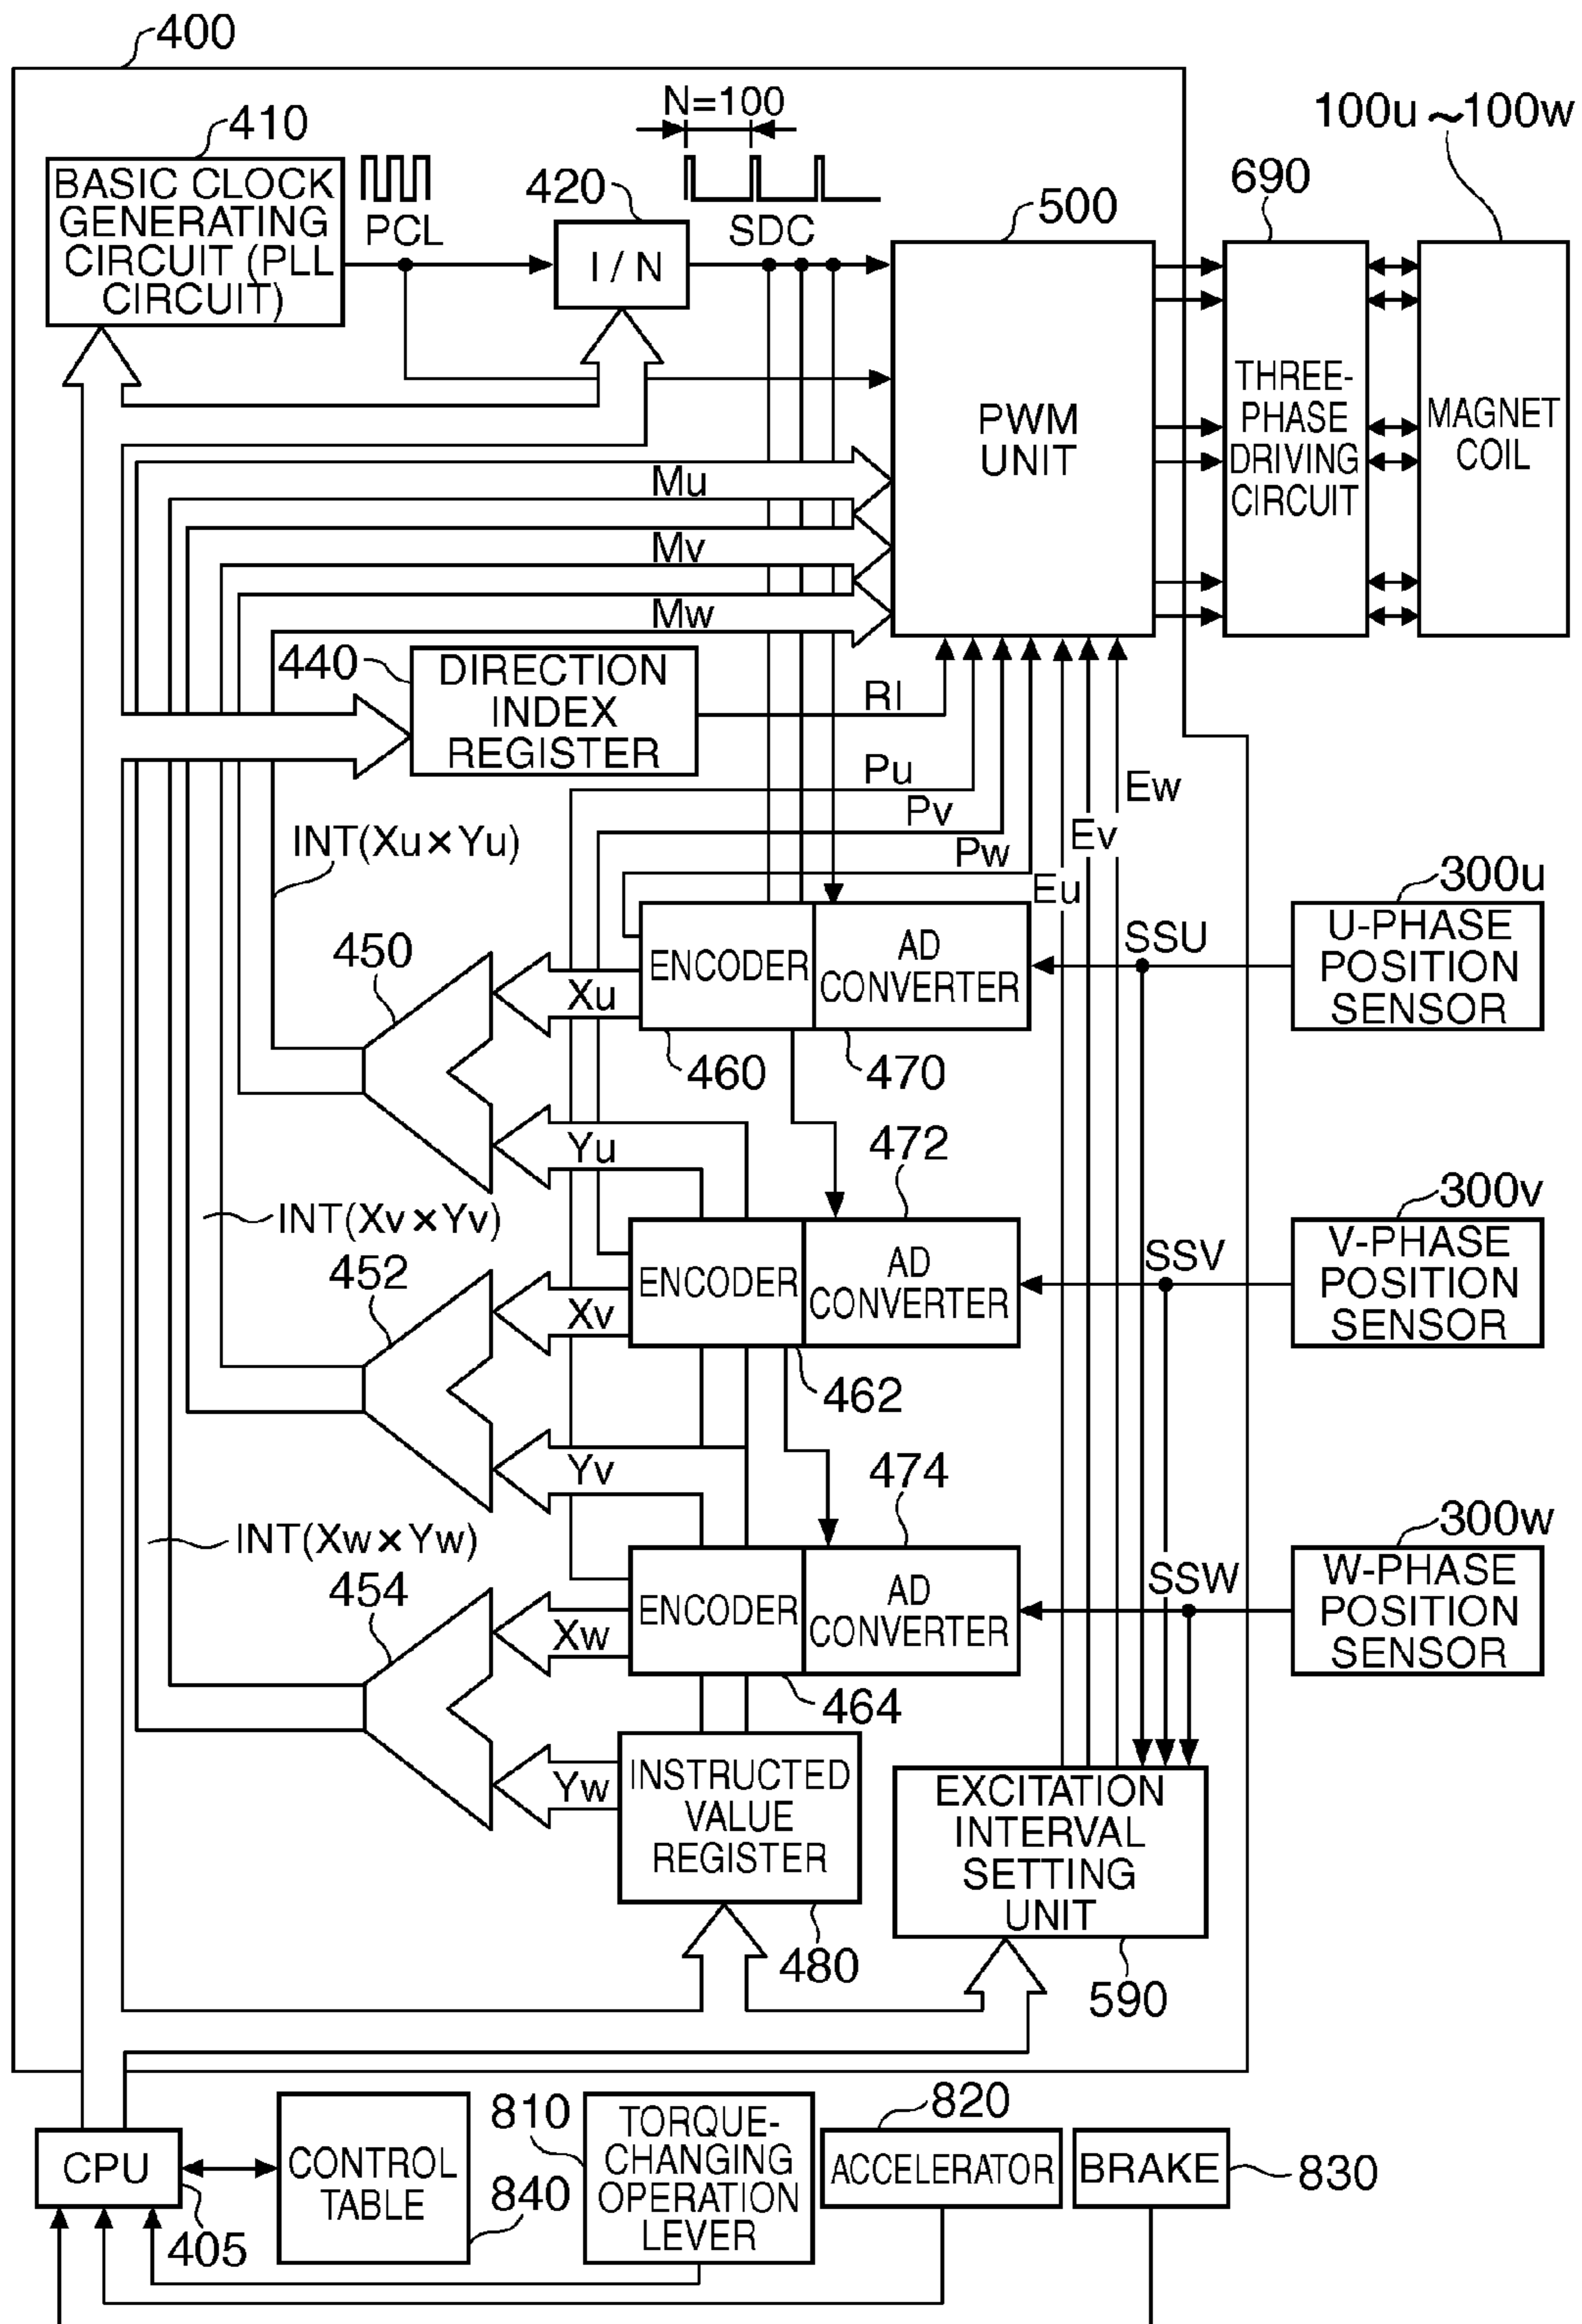 400
N=100
100u ~100w
410
BASIC CLOCK
GENERATING
CIRCUIT (PLL
CIRCUIT)
PCL
420
I / N
SDC
500
PWM
UNIT
690
THREE-
PHASE
DRIVING
CIRCUIT
MAGNET
COIL
Mu
Mv
Mw
440
DIRECTION
INDEX
REGISTER
RI
Pu
Pv
Pw
Eu
Ev
Ew
INT(Xu×Yu)
450
Xu
ENCODER
AD
CONVERTER
460
470
SSU
300u
U-PHASE
POSITION
SENSOR
Yu
472
INT(Xv×Yv)
452
Xv
ENCODER
AD
CONVERTER
462
SSV
300v
V-PHASE
POSITION
SENSOR
Yv
474
INT(Xw×Yw)
454
Xw
ENCODER
AD
CONVERTER
464
SSW
300w
W-PHASE
POSITION
SENSOR
Yw
INSTRUCTED
VALUE
REGISTER
480
EXCITATION
INTERVAL
SETTING
UNIT
590
CPU
405
CONTROL
TABLE
840
810
TORQUE-
CHANGING
OPERATION
LEVER
820
ACCELERATOR
BRAKE
830